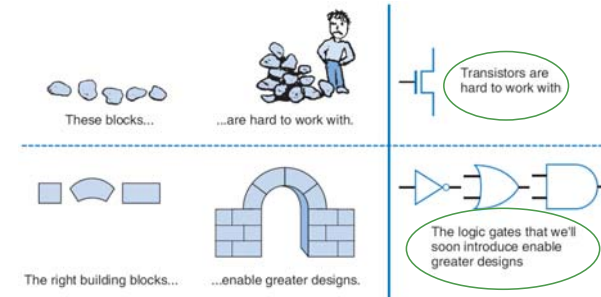 These blocks...
...are hard to work with.
Transistors are
hard to work with
The right building blocks...
...enable greater designs.
The logic gates that we'll
soon introduce enable
greater designs